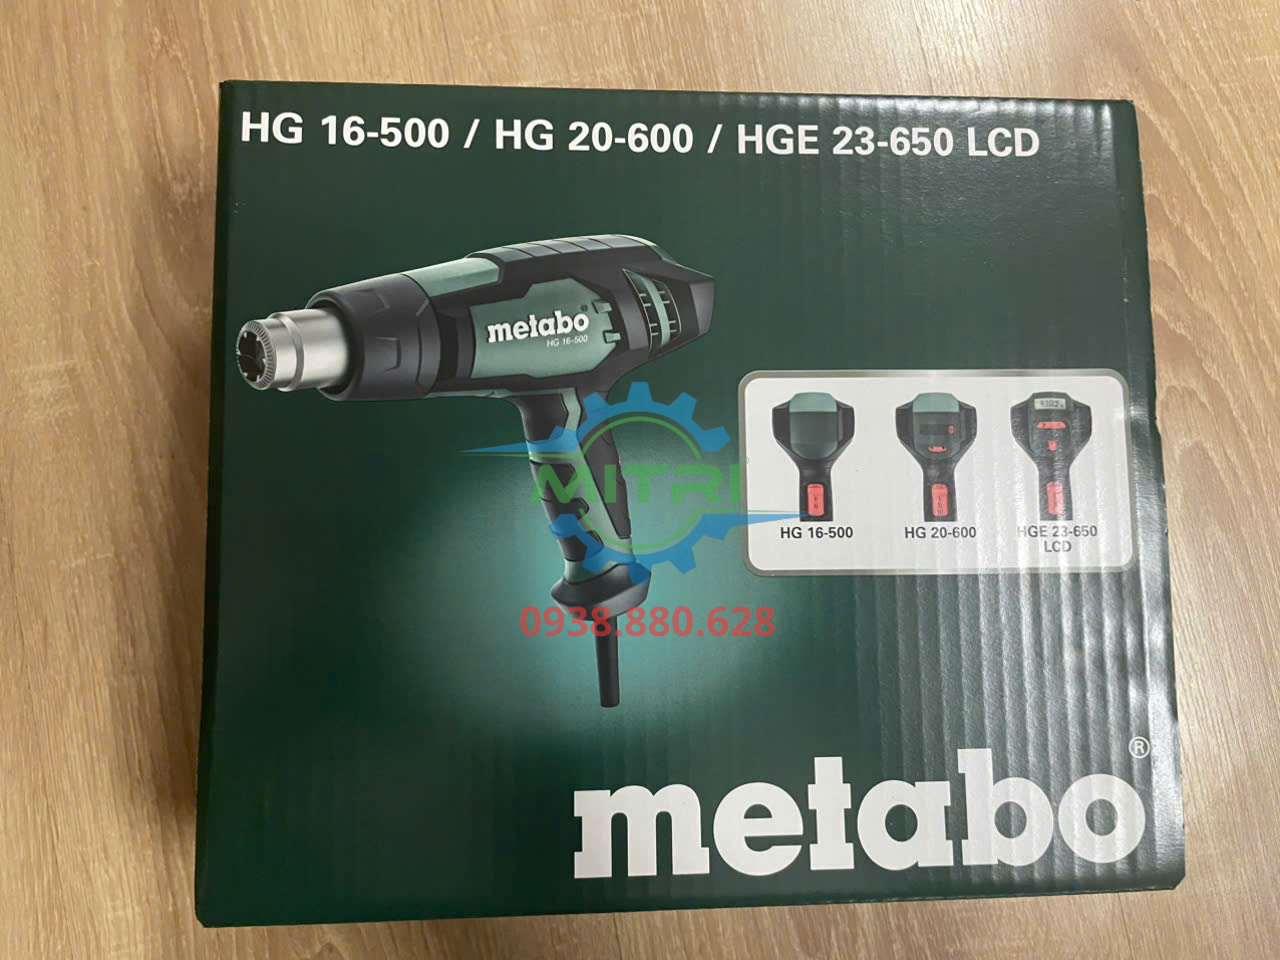 HG 16-500 / HG 20-600 / HGE 23-650 LCD
metabo®
HG 16-500
MITRI
HG 16-500
HG 20-600
HGE 23-650
LCD
0938.880.628
metabo®